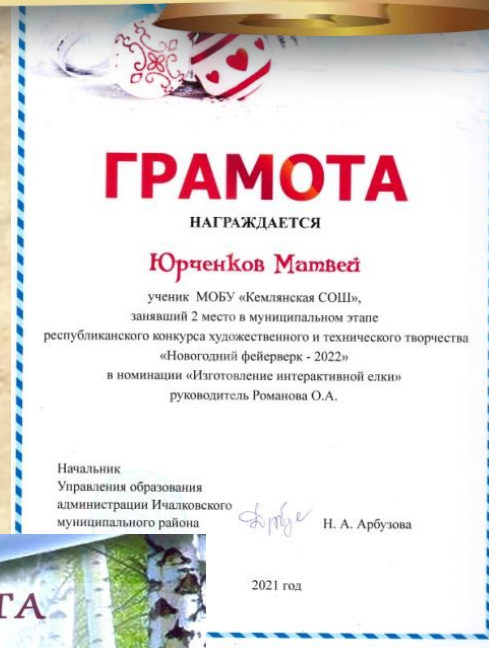 ГРАМОТА
НАГРАЖДАЕТСЯ
Юрченков Матвей
ученик МОБУ «Кемлянская СОШ»,
занявший 2 место в муниципальном этапе
республиканского конкурса художественного и технического творчества
«Новогодний фейерверк - 2022»
в номинации «Изготовление интерактивной елки»
руководитель Романова О.А.
Начальник
Управления образования
администрации Ичалковского
муниципального района
Н. А. Арбузова
2021 год
ТА